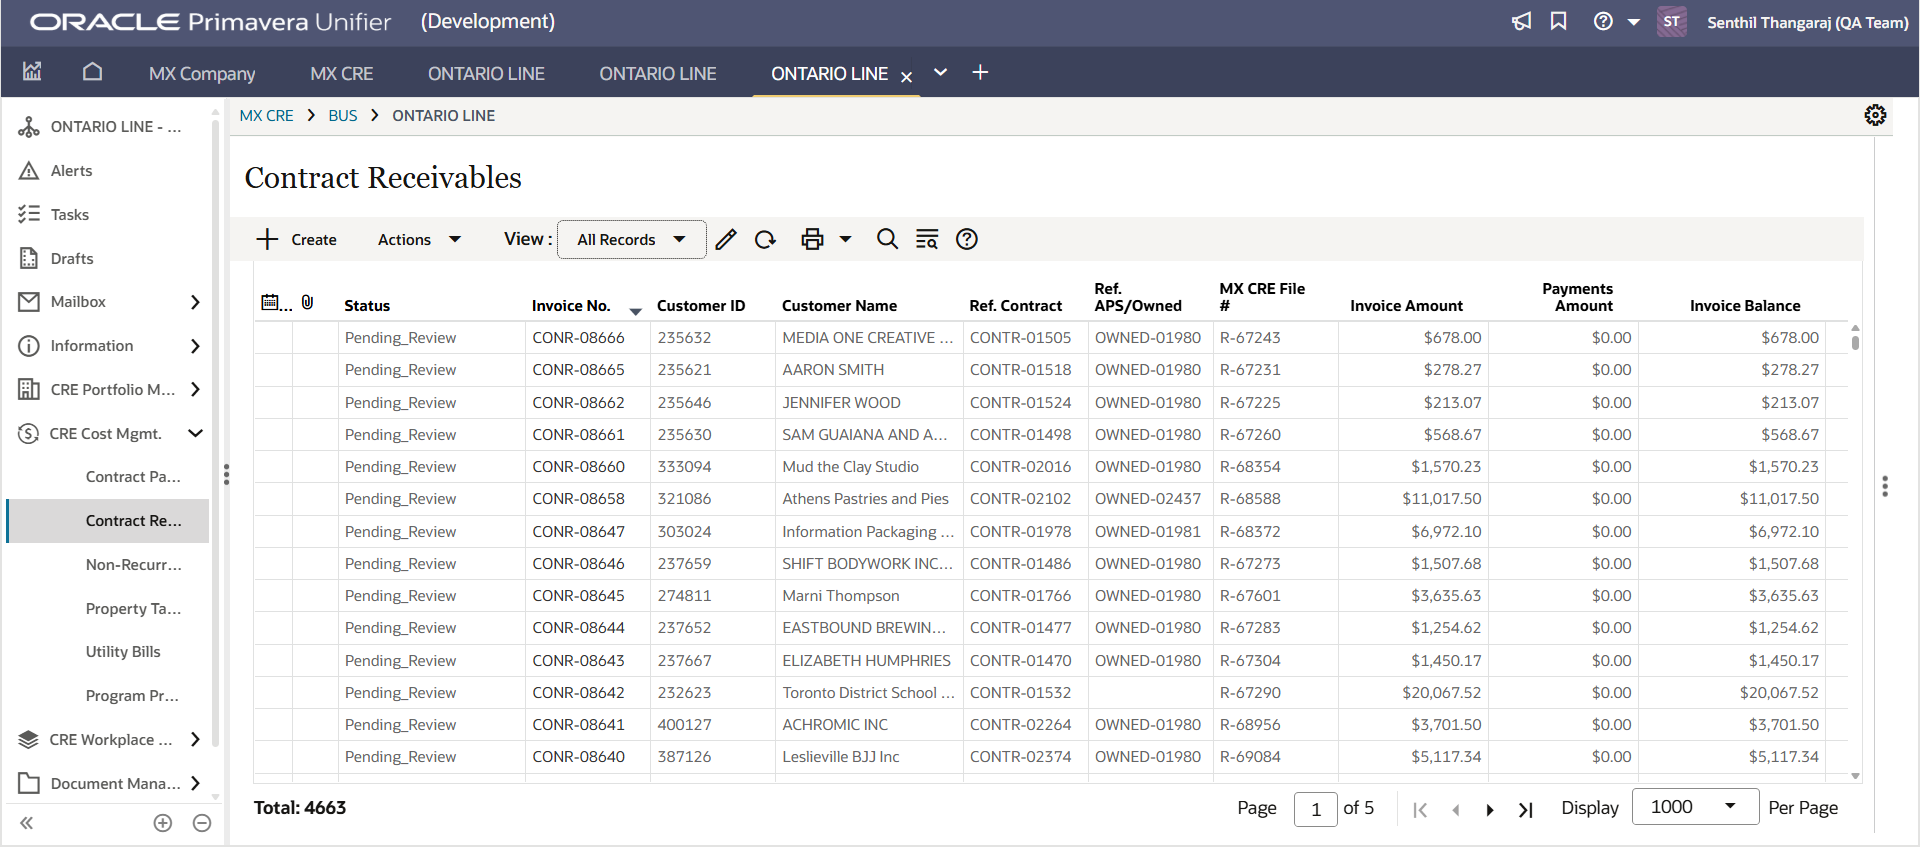 ORACLE Primavera Unifier (Development)
ST Senthil Thangaraj (QA Team)
MX Company MX CRE ONTARIO LINE ONTARIO LINE ONTARIO LINE
MX CRE > BUS > ONTARIO LINE
ONTARIO LINE - ...
Alerts
Tasks
Drafts
Mailbox
Information
CRE Portfolio M...
CRE Cost Mgmt.
Contract Pa...
Contract Re...
Non-Recurr...
Property Ta...
Utility Bills
Program Pr...
CRE Workplace ...
Document Mana...
Contract Receivables
Create Actions View : All Records
... Status Invoice No. Customer ID Customer Name Ref. Contract Ref. APS/Owned MX CRE File # Invoice Amount Payments Amount Invoice Balance
Pending_Review CONR-08666 235632 MEDIA ONE CREATIVE ... CONTR-01505 OWNED-01980 R-67243 $678.00 $0.00 $678.00
Pending_Review CONR-08665 235621 AARON SMITH CONTR-01518 OWNED-01980 R-67231 $278.27 $0.00 $278.27
Pending_Review CONR-08662 235646 JENNIFER WOOD CONTR-01524 OWNED-01980 R-67225 $213.07 $0.00 $213.07
Pending_Review CONR-08661 235630 SAM GUAIANA AND A... CONTR-01498 OWNED-01980 R-67260 $568.67 $0.00 $568.67
Pending_Review CONR-08660 333094 Mud the Clay Studio CONTR-02016 OWNED-01980 R-68354 $1,570.23 $0.00 $1,570.23
Pending_Review CONR-08658 321086 Athens Pastries and Pies CONTR-02102 OWNED-02437 R-68588 $11,017.50 $0.00 $11,017.50
Pending_Review CONR-08647 303024 Information Packaging ... CONTR-01978 OWNED-01981 R-68372 $6,972.10 $0.00 $6,972.10
Pending_Review CONR-08646 237659 SHIFT BODYWORK INC... CONTR-01486 OWNED-01980 R-67273 $1,507.68 $0.00 $1,507.68
Pending_Review CONR-08645 274811 Marni Thompson CONTR-01766 OWNED-01980 R-67601 $3,635.63 $0.00 $3,635.63
Pending_Review CONR-08644 237652 EASTBOUND BREWIN... CONTR-01477 OWNED-01980 R-67283 $1,254.62 $0.00 $1,254.62
Pending_Review CONR-08643 237667 ELIZABETH HUMPHRIES CONTR-01470 OWNED-01980 R-67304 $1,450.17 $0.00 $1,450.17
Pending_Review CONR-08642 232623 Toronto District School ... CONTR-01532 R-67290 $20,067.52 $0.00 $20,067.52
Pending_Review CONR-08641 400127 ACHROMIC INC CONTR-02264 OWNED-01980 R-68956 $3,701.50 $0.00 $3,701.50
Pending_Review CONR-08640 387126 Leslieville BJJ Inc CONTR-02374 OWNED-01980 R-69084 $5,117.34 $0.00 $5,117.34
Total: 4663 Page 1 of 5 Display 1000 Per Page